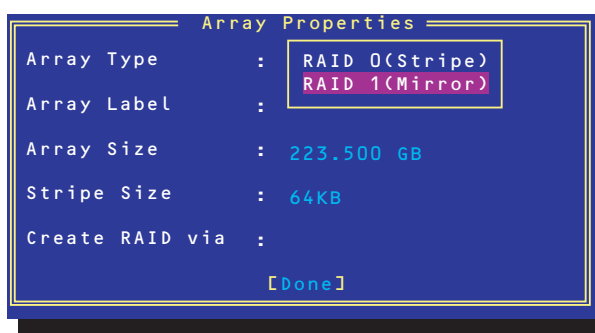 Array Properties
Array Type : RAID 0(Stripe)
RAID 1(Mirror)
Array Label :
Array Size : 223.500 GB
Stripe Size : 64KB
Create RAID via :
[Done]